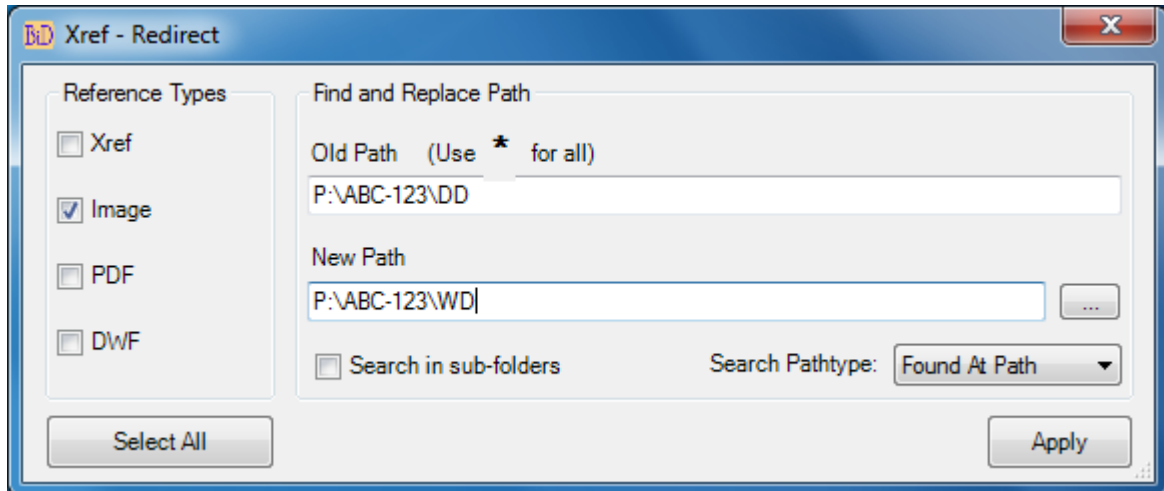 BiD Xref - Redirect
Reference Types
Xref
Image
PDF
DWF
Select All
Find and Replace Path
Old Path (Use * for all)
P:\ABC-123\DD
New Path
P:\ABC-123\WD
...
Search in sub-folders
Search Pathtype: Found At Path
Apply